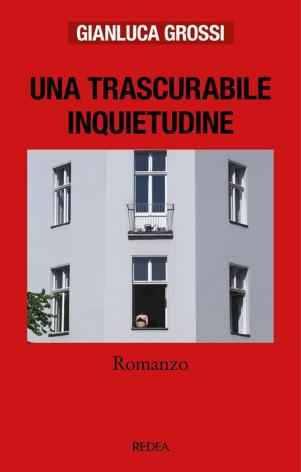 GIANLUCA GROSSI
UNA TRASCURABILE
INQUIETUDINE
Romanzo
REDEA